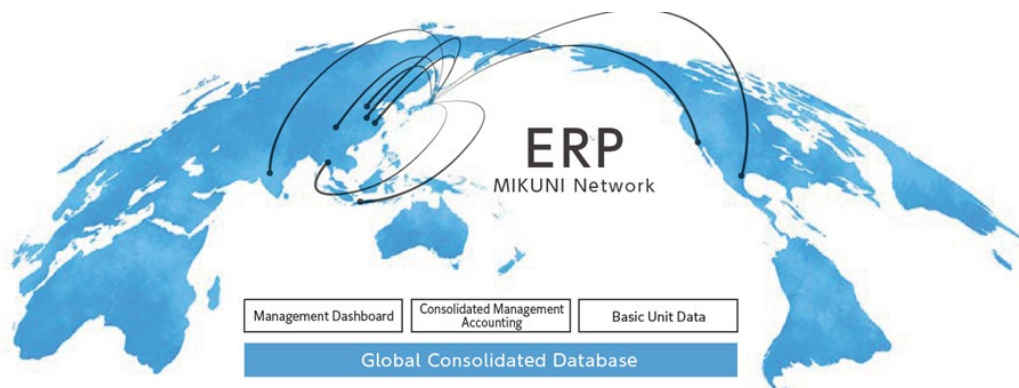 ERP
MIKUNI Network
Management Dashboard
Consolidated Management
Accounting
Basic Unit Data
Global Consolidated Database